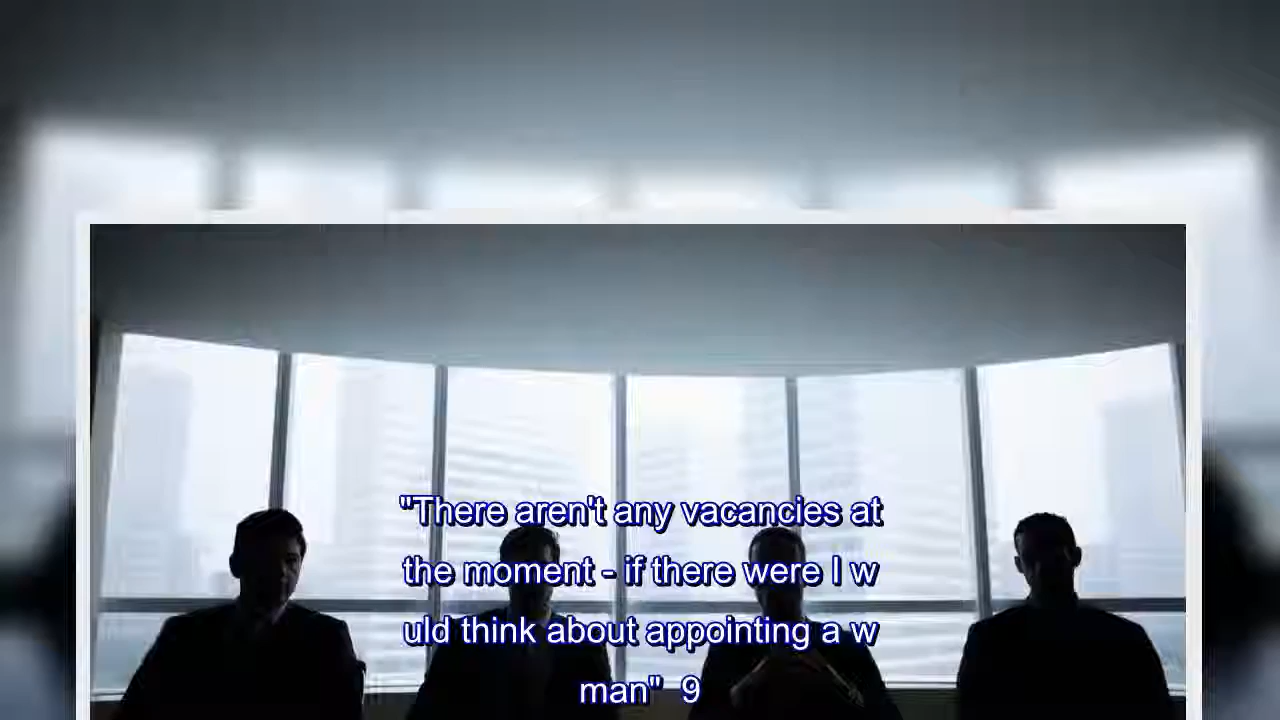 "There aren't any vacancies at
the moment - if there were I w
uld think about appointing a w
man"  9